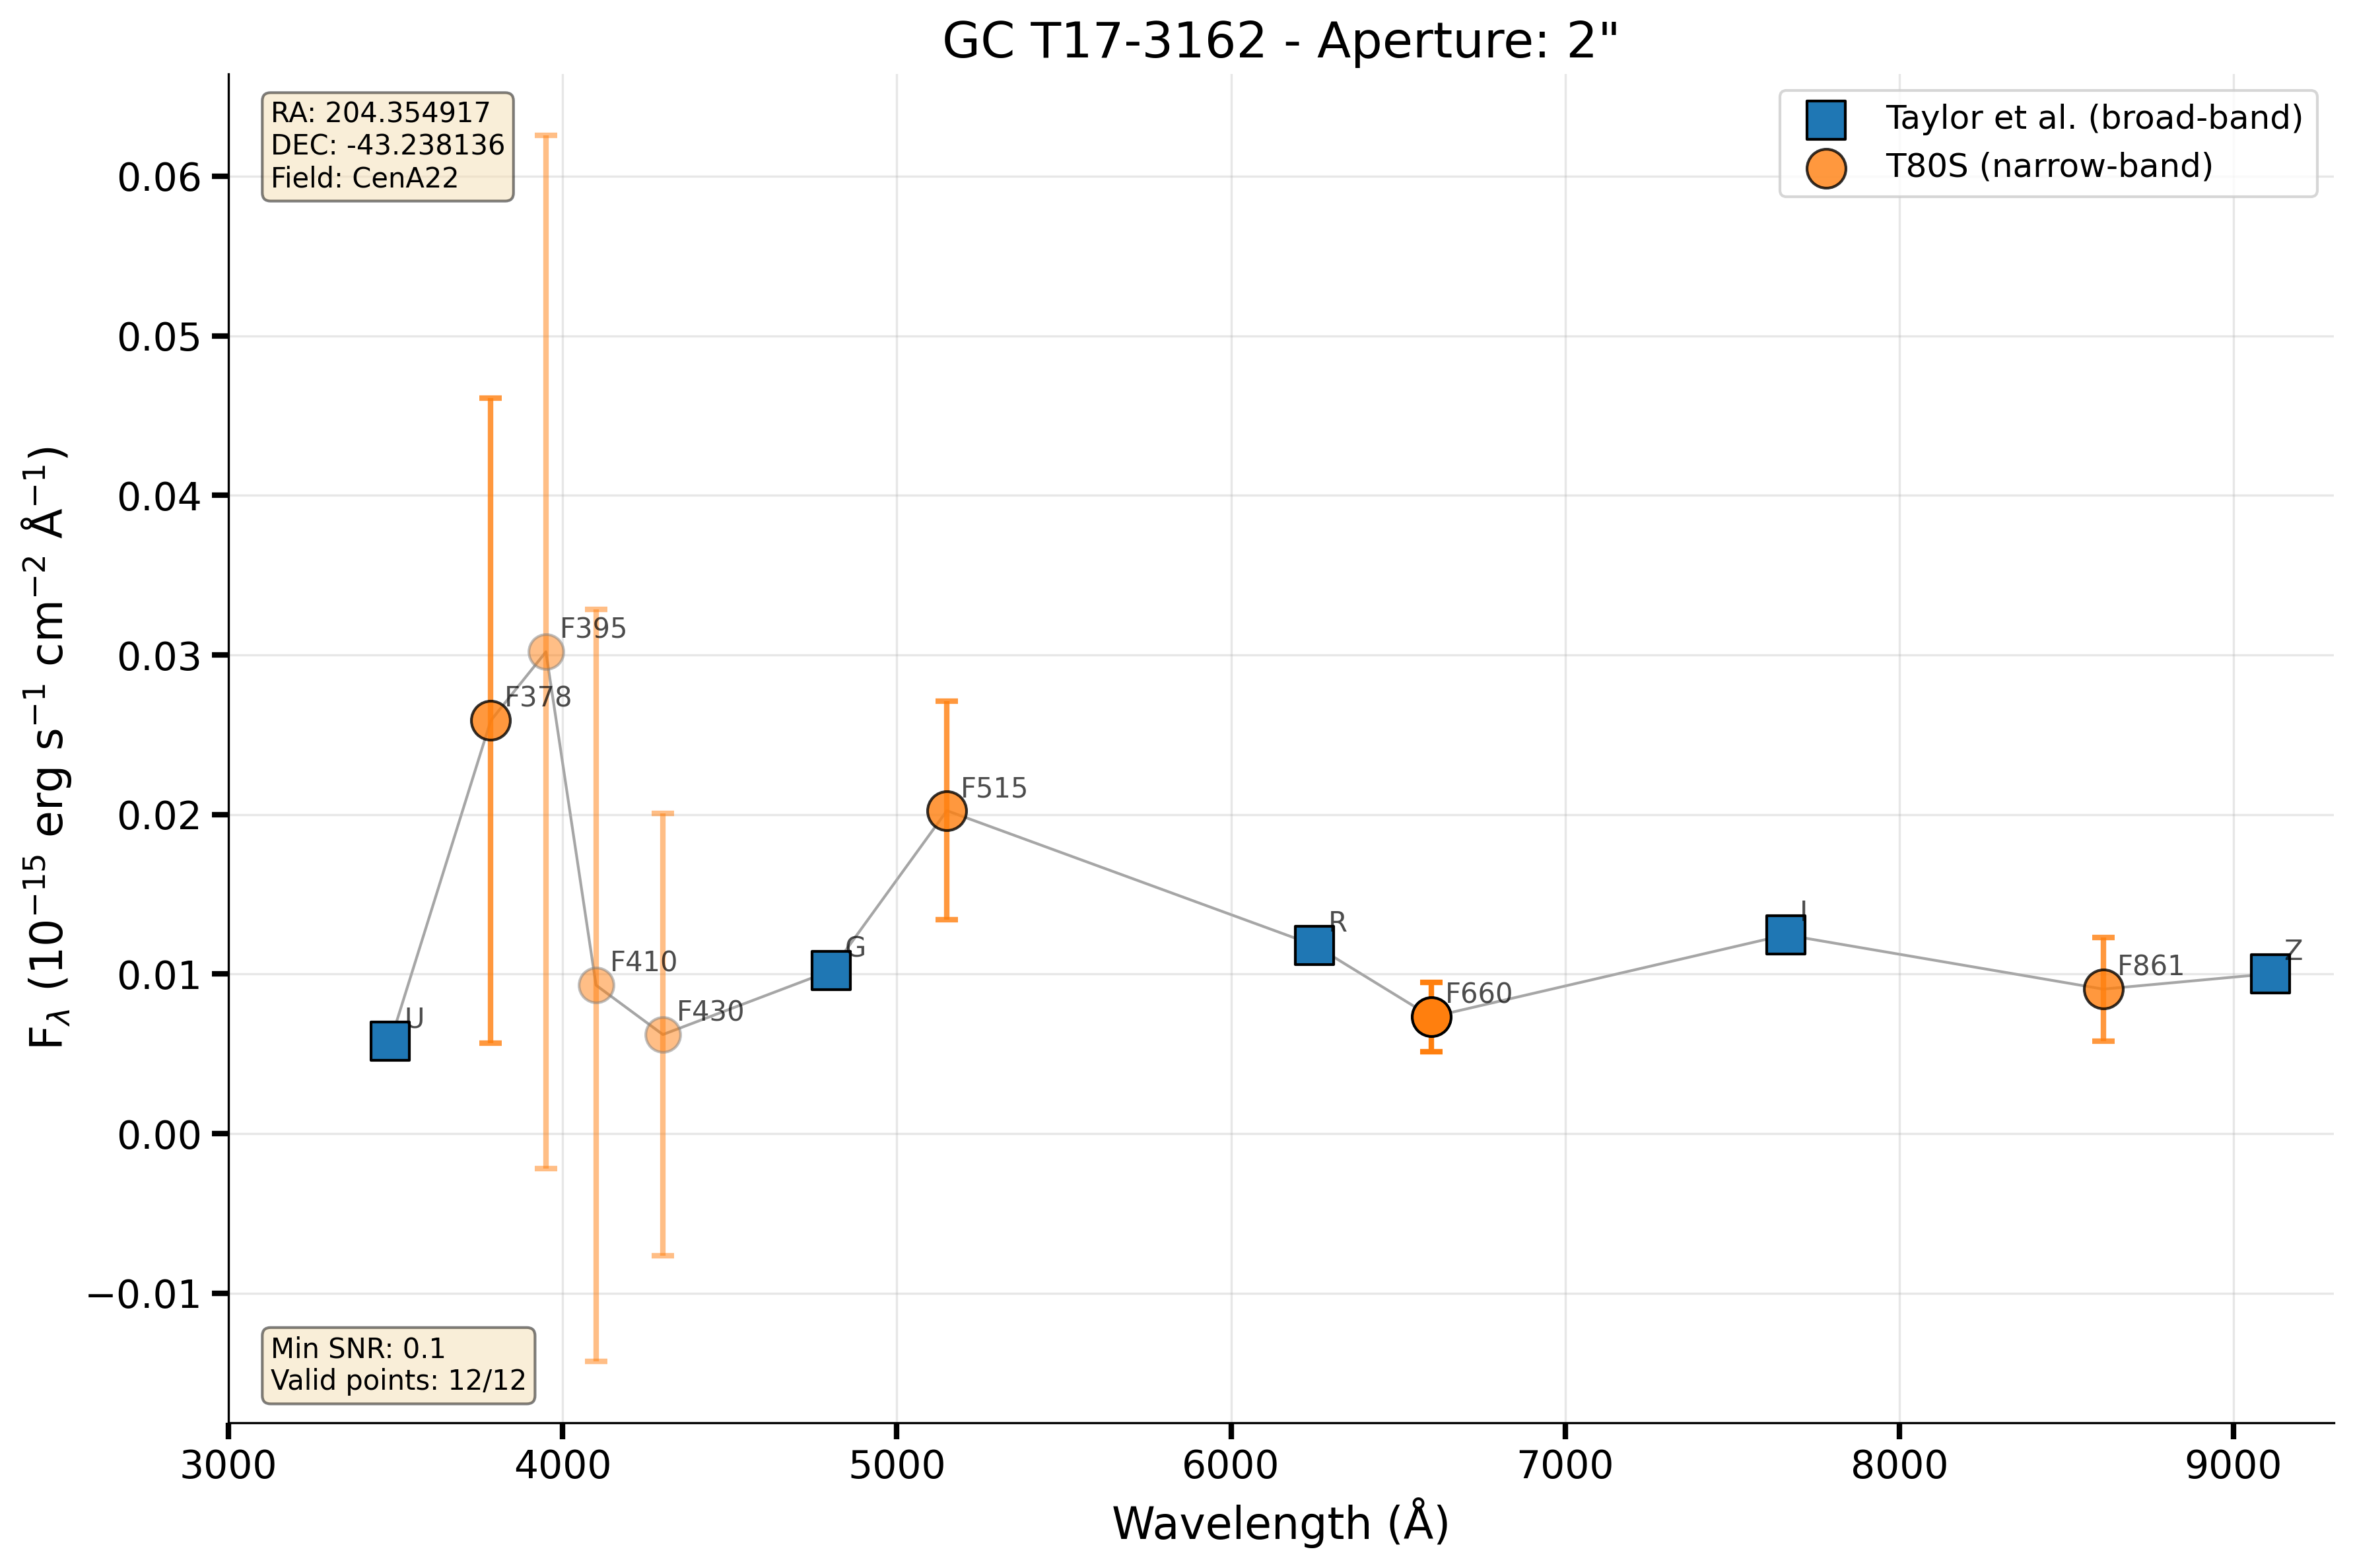 GC T17-3162 - Aperture: 2"
RA: 204.354917
DEC: -43.238136
Field: CenA22
Taylor et al. (broad-band)
T80S (narrow-band)
0.06
0.05
0.04
0.03
0.02
0.01
0.00
−0.01
F$_λ$ (10$^{−15}$ erg s$^{−1}$ cm$^{−2}$ Å$^{−1}$)
U
F378
F395
F410
F430
G
F515
R
F660
I
F861
Z
Min SNR: 0.1
Valid points: 12/12
3000 4000 5000 6000 7000 8000 9000
Wavelength (Å)